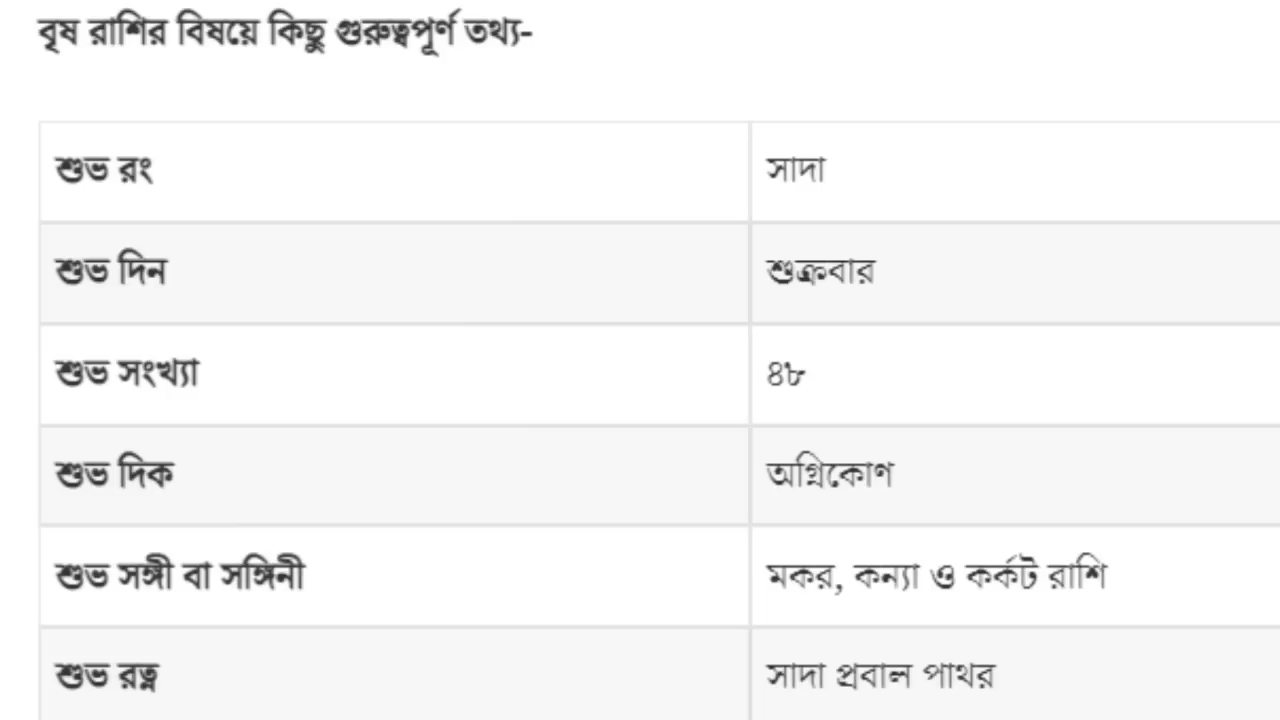 বৃষ রাশির বিষয়ে কিছু গুরুত্বপূর্ণ তথ্য-
শুভ রং সাদা
শুভ দিন শুক্রবার
শুভ সংখ্যা ৪৮
শুভ দিক অগ্নিকোণ
শুভ সঙ্গী বা সঙ্গিনী মকর, কন্যা ও কর্কট রাশি
শুভ রত্ন সাদা প্রবাল পাথর